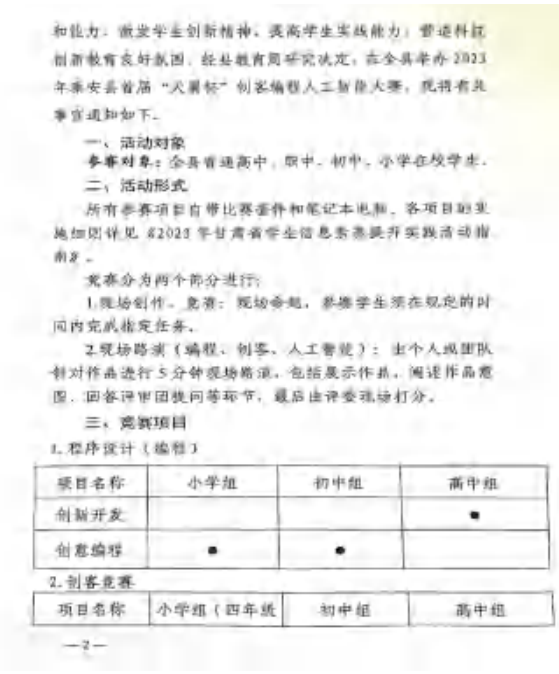 和能力，激发学生创新精神，提高学生实践能力，营造科技
创新教育良好氛围，经县教育局研究决定，在全县举办 2023
年秦安县首届“天翼杯”创客编程人工智能大赛，现将有关
事宜通知如下。
一、活动对象
参赛对象：全县普通高中、职中、初中、小学在校学生。
二、活动形式
所有参赛项目自带比赛套件和笔记本电脑，各项目的实
施细则详见《2023 年甘肃省学生信息素养提升实践活动指
南》。
竞赛分为两个部分进行：
1.现场创作、竞赛：现场命题，参赛学生须在规定的时
间内完成指定任务。
2.现场路演（编程、创客、人工智能）：由个人或团队
针对作品进行 5 分钟现场路演，包括展示作品、阐述作品意
图、回答评审团提问等环节，最后由评委现场打分。
三、竞赛项目
1.程序设计（编程）
项目名称 小学组 初中组 高中组
创新开发 ●
创意编程 ● ●
2.创客竞赛
项目名称 小学组（四年级 初中组 高中组
—2—